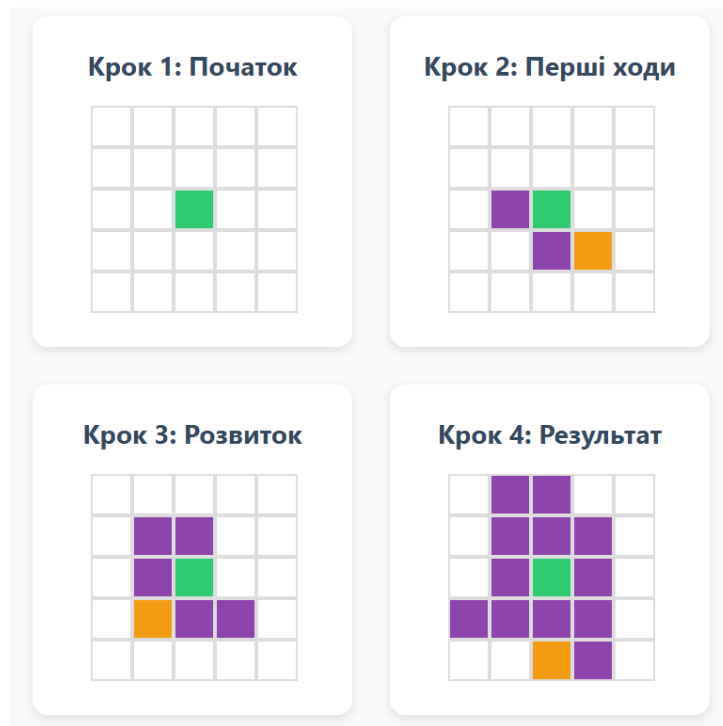 Крок 1: Початок
Крок 2: Перші ходи
Крок 3: Розвиток
Крок 4: Результат